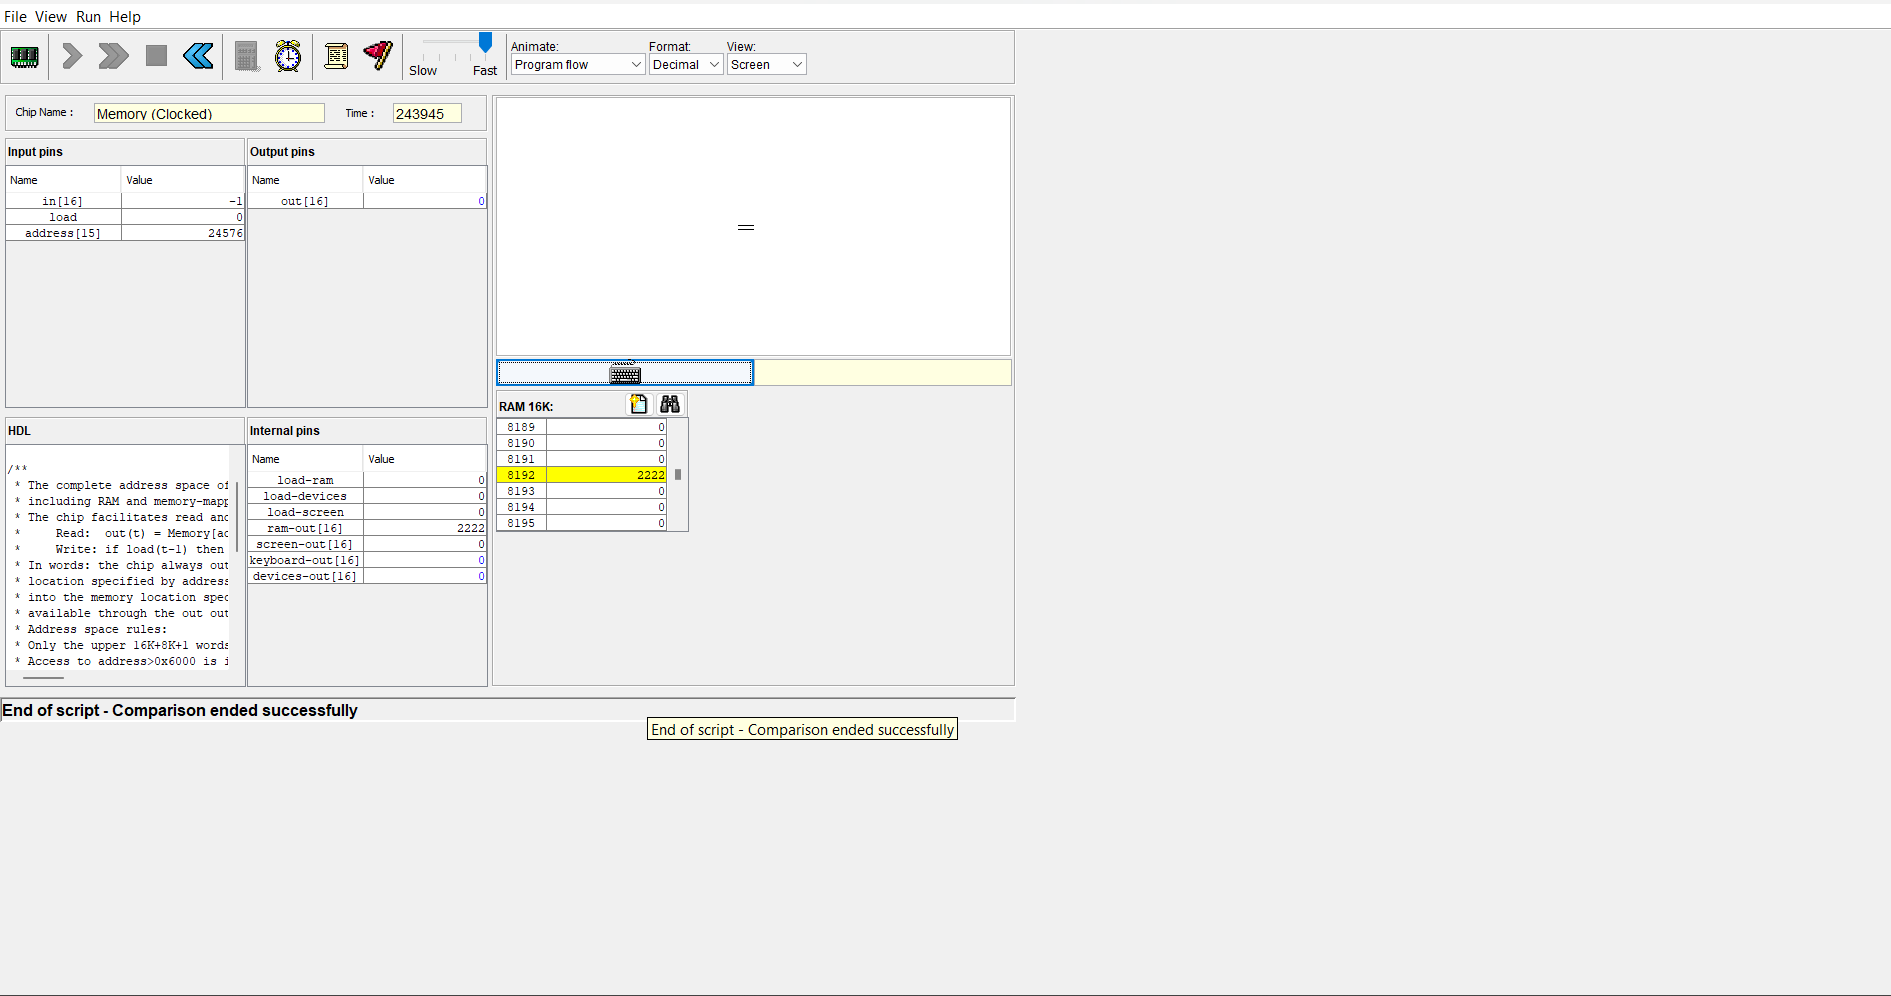 File View Run Help
Slow Fast
Animate: Format: View:
Program flow Decimal Screen
Chip Name : Memory (Clocked) Time : 243945
Input pins
Name Value
in[16] -1
load 0
address[15] 24576
Output pins
Name Value
out[16] 0
HDL
/**
* The complete address space of
* including RAM and memory-mapp
* The chip facilitates read and
* Read: out(t) = Memory[ad
* Write: if load(t-1) then
* In words: the chip always out
* location specified by address
* into the memory location spec
* available through the out out
* Address space rules:
* Only the upper 16K+8K+1 words
* Access to address>0x6000 is i
Internal pins
Name Value
load-ram 0
load-devices 0
load-screen 0
ram-out[16] 2222
screen-out[16] 0
keyboard-out[16] 0
devices-out[16] 0
RAM 16K:
8189 0
8190 0
8191 0
8192 2222
8193 0
8194 0
8195 0
End of script - Comparison ended successfully
End of script - Comparison ended successfully